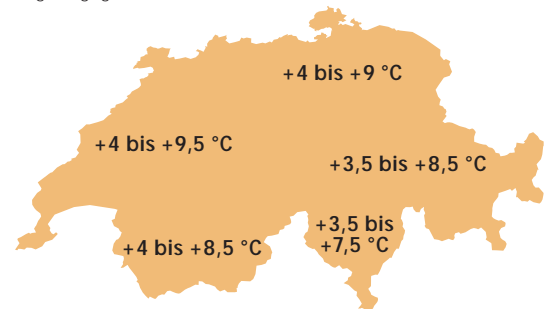 +4 bis +9 °C
+4 bis +9,5 °C
+3,5 bis +8,5 °C
+3,5 bis
+7,5 °C
+4 bis +8,5 °C